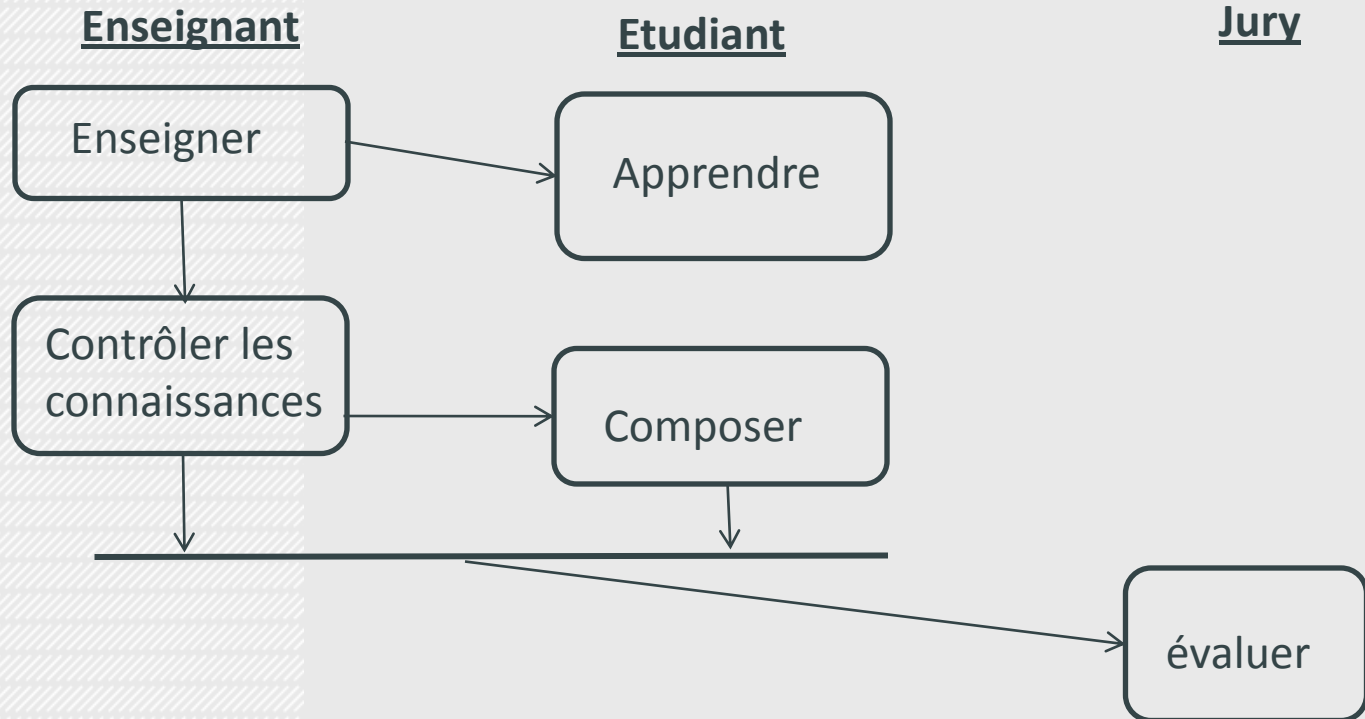 Enseignant
Etudiant
Jury
Enseigner
Apprendre
Contrôler les
connaissances
Composer
évaluer